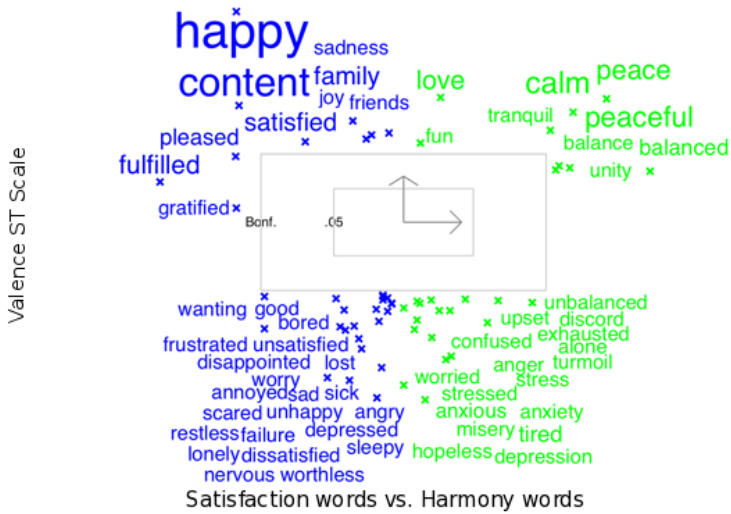 happy
sadness
content family love calm peace
joy friends
satisfied tranquil peaceful
pleased fun balance balanced
fulfilled unity
gratified
Bonf. .05
Valence ST Scale
wanting good unbalanced
bored upset discord
frustrated unsatisfied confused exhausted
alone
disappointed lost anger turmoil
worry worried stress
annoyed sad sick stressed
scared unhappy angry anxious anxiety
restless failure depressed misery tired
lonely dissatisfied sleepy hopeless depression
nervous worthless
Satisfaction words vs. Harmony words